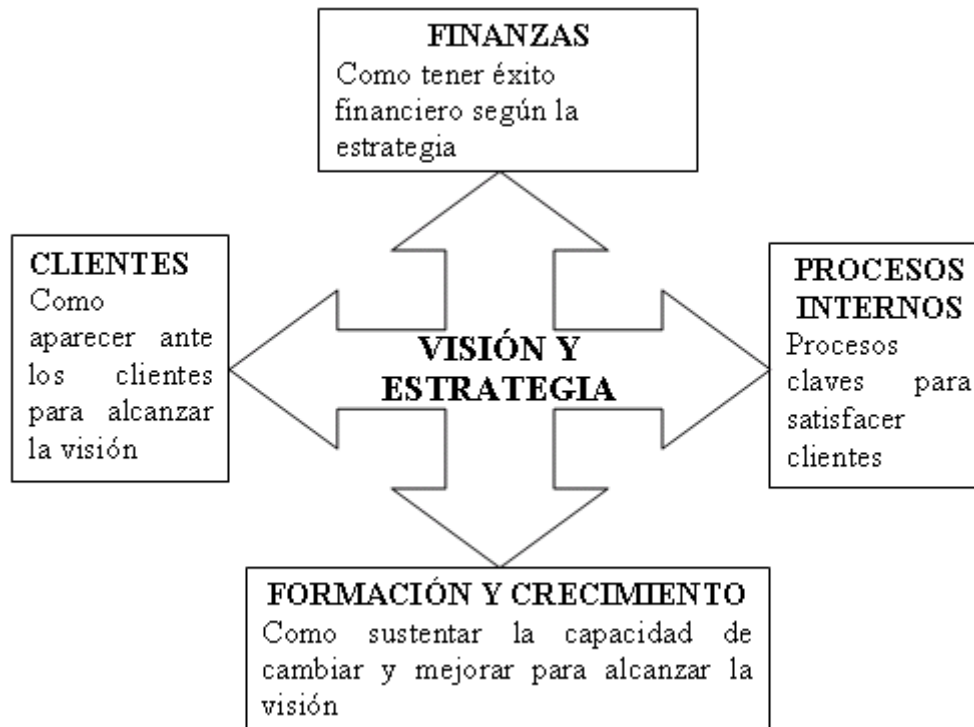 FINANZAS
Como tener éxito
financiero según la
estrategia
CLIENTES
Como
aparecer ante
los clientes
para alcanzar
la visión
VISIÓN Y
ESTRATEGIA
PROCESOS
INTERNOS
Procesos
claves para
satisfacer
clientes
FORMACIÓN Y CRECIMIENTO
Como sustentar la capacidad de
cambiar y mejorar para alcanzar la
visión